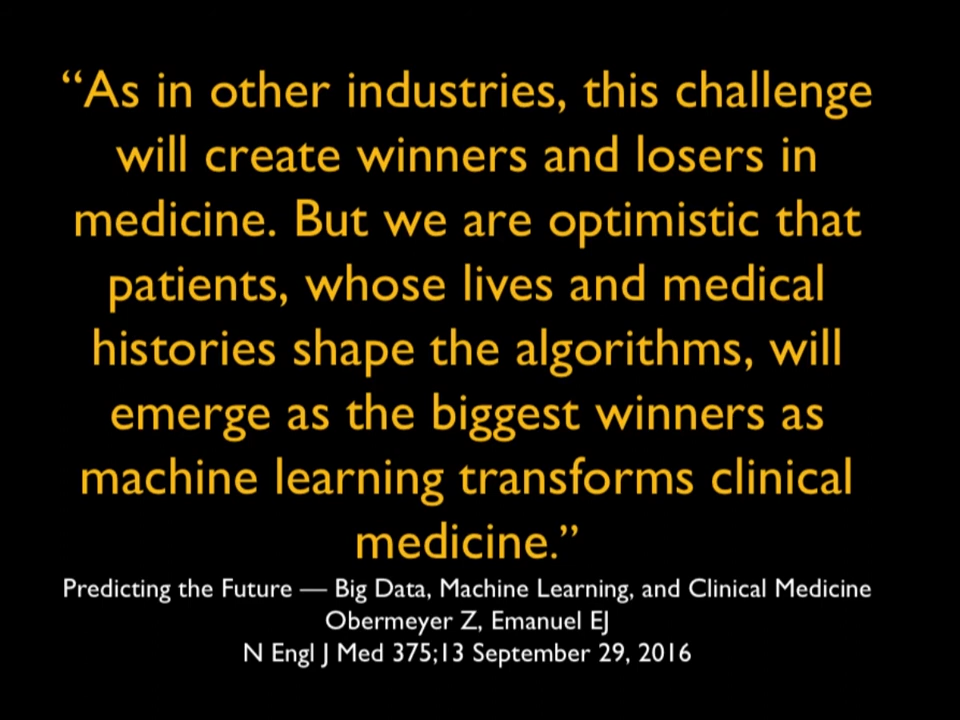 “As in other industries, this challenge
will create winners and losers in
medicine. But we are optimistic that
patients, whose lives and medical
histories shape the algorithms, will
emerge as the biggest winners as
machine learning transforms clinical
medicine.”
Predicting the Future — Big Data, Machine Learning, and Clinical Medicine
Obermeyer Z, Emanuel EJ
N Engl J Med 375;13 September 29, 2016